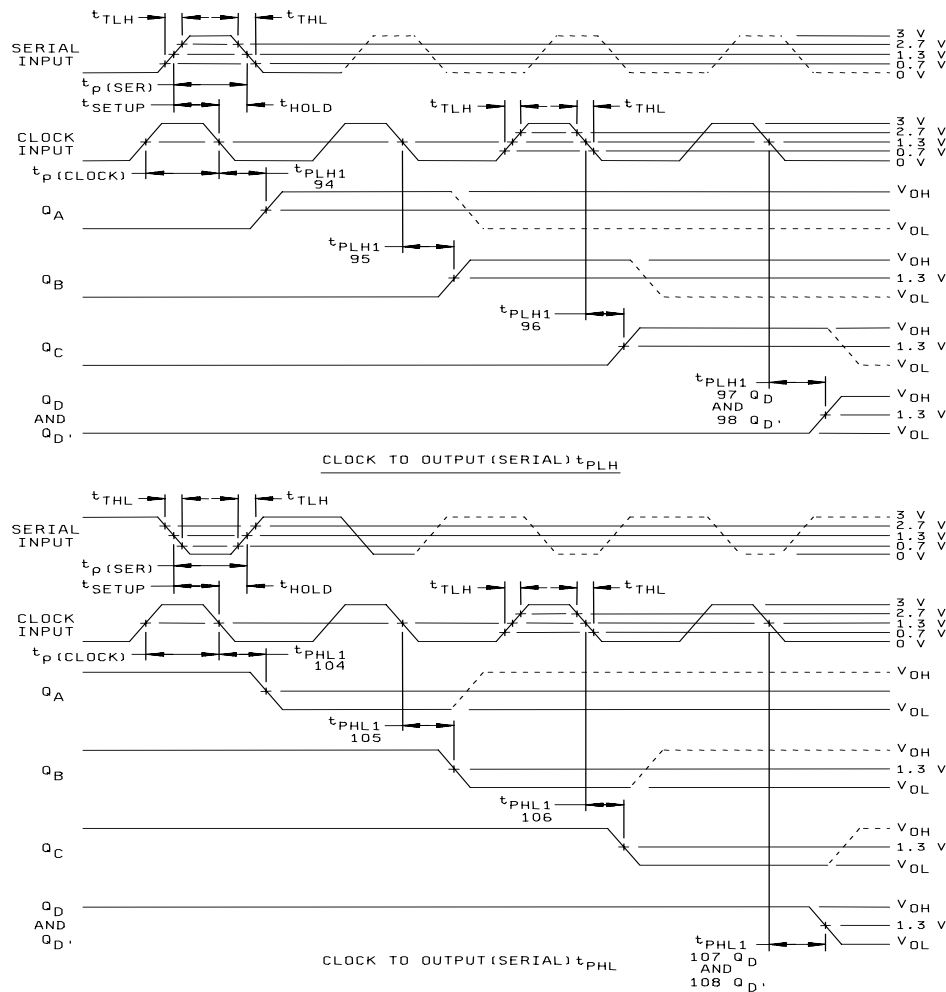 tTLH tTHL
SERIAL INPUT
3 V
2.7 V
1.3 V
0.7 V
0 V
tp(SER)
tSETUP tHOLD
tTLH tTHL
CLOCK INPUT
3 V
2.7 V
1.3 V
0.7 V
0 V
tp(CLOCK)
tPLH1
94
QA
VOH
VOL
tPLH1
95
QB
VOH
1.3 V
VOL
tPLH1
96
QC
VOH
1.3 V
VOL
tPLH1
97 QD
AND
98 QD'
QD
AND
QD'
VOH
1.3 V
VOL
CLOCK TO OUTPUT(SERIAL) tPLH
tTHL tTLH
SERIAL INPUT
3 V
2.7 V
1.3 V
0.7 V
0 V
tp(SER)
tSETUP tHOLD
tTLH tTHL
CLOCK INPUT
3 V
2.7 V
1.3 V
0.7 V
0 V
tp(CLOCK)
tPHL1
104
QA
VOH
VOL
tPHL1
105
QB
VOH
1.3 V
VOL
tPHL1
106
QC
VOH
1.3 V
VOL
QD
AND
QD'
VOH
1.3 V
VOL
tPHL1
107 QD
AND
108 QD'
CLOCK TO OUTPUT(SERIAL) tPHL